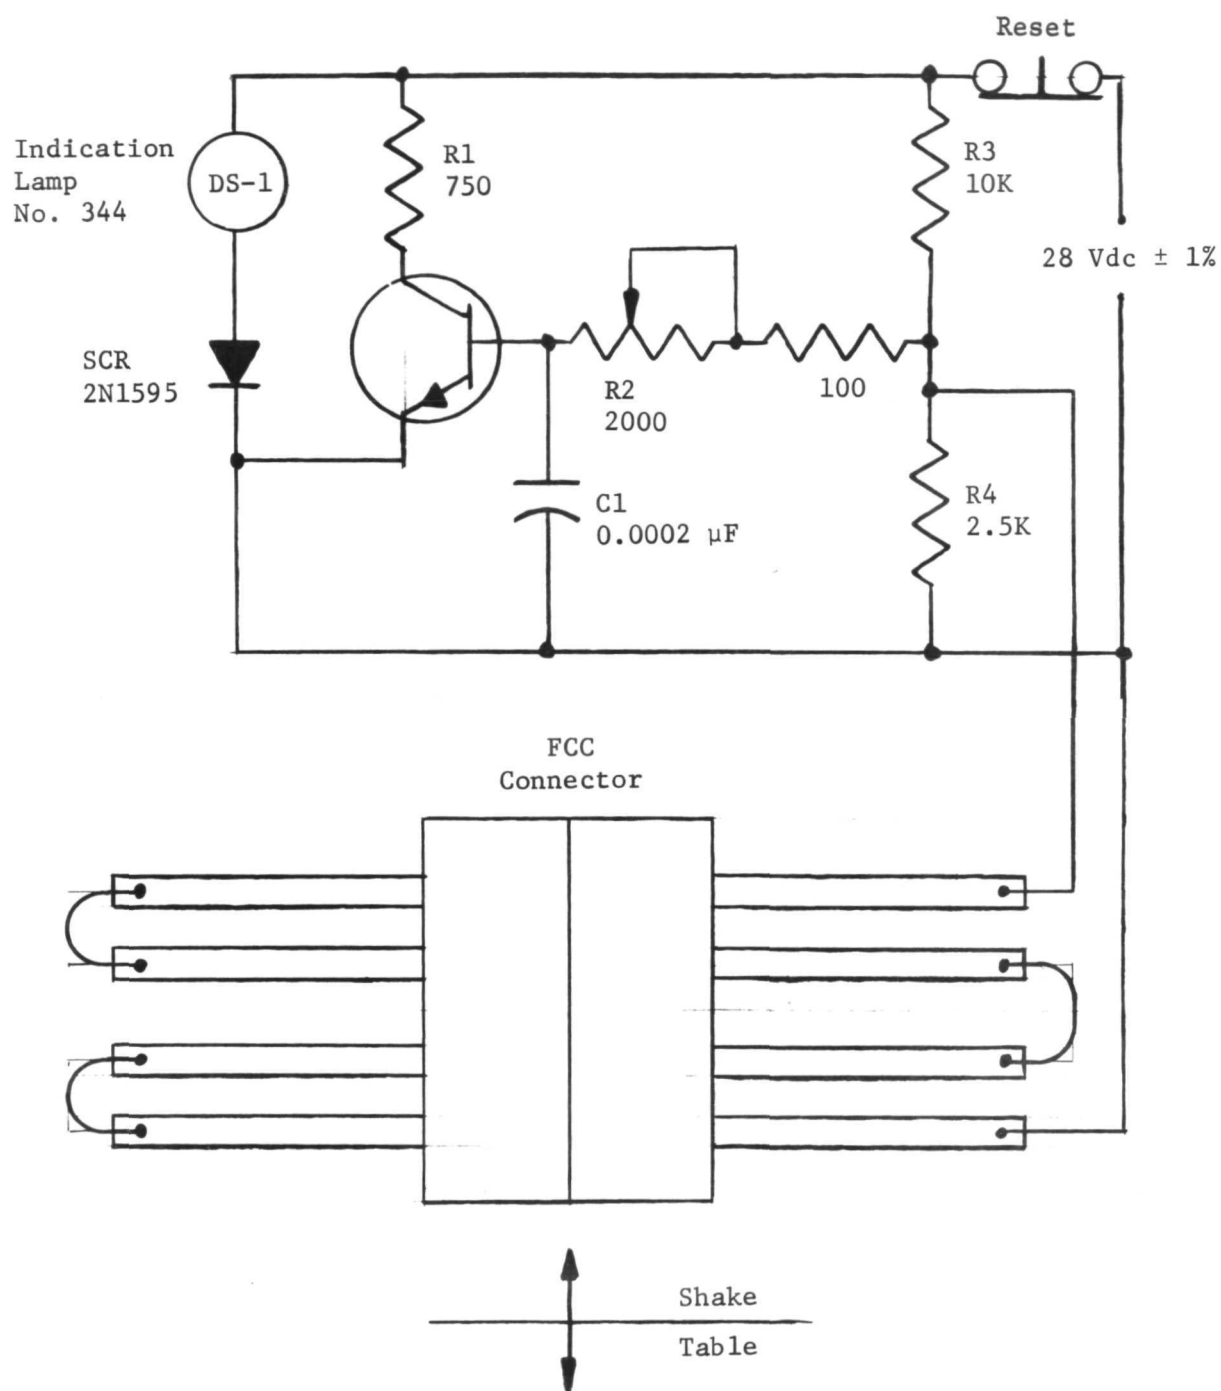 Reset
Indication
Lamp
No. 344
DS-1
R1
750
R3
10K
28 Vdc ± 1%
SCR
2N1595
R2
2000
100
C1
0.0002 µF
R4
2.5K
FCC
Connector
Shake
Table